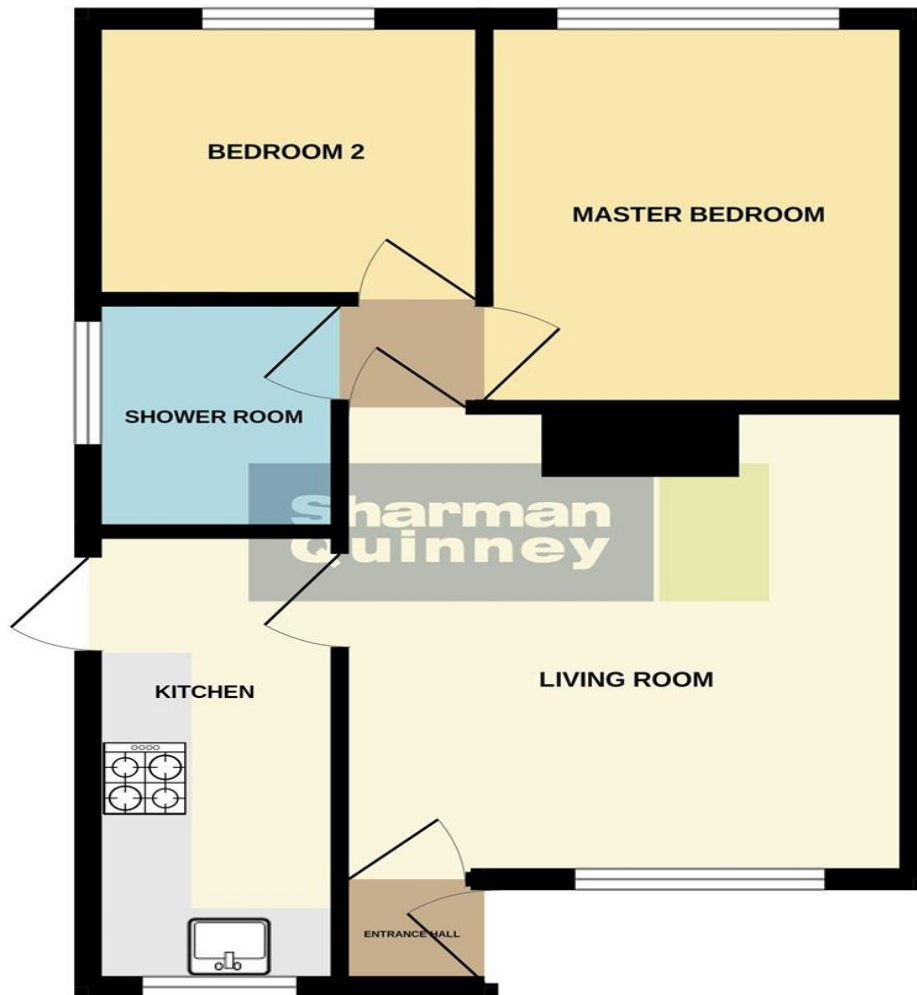 BEDROOM 2
MASTER BEDROOM
SHOWER ROOM
Sharman
Quinney
LIVING ROOM
KITCHEN
ENTRANCE HALL